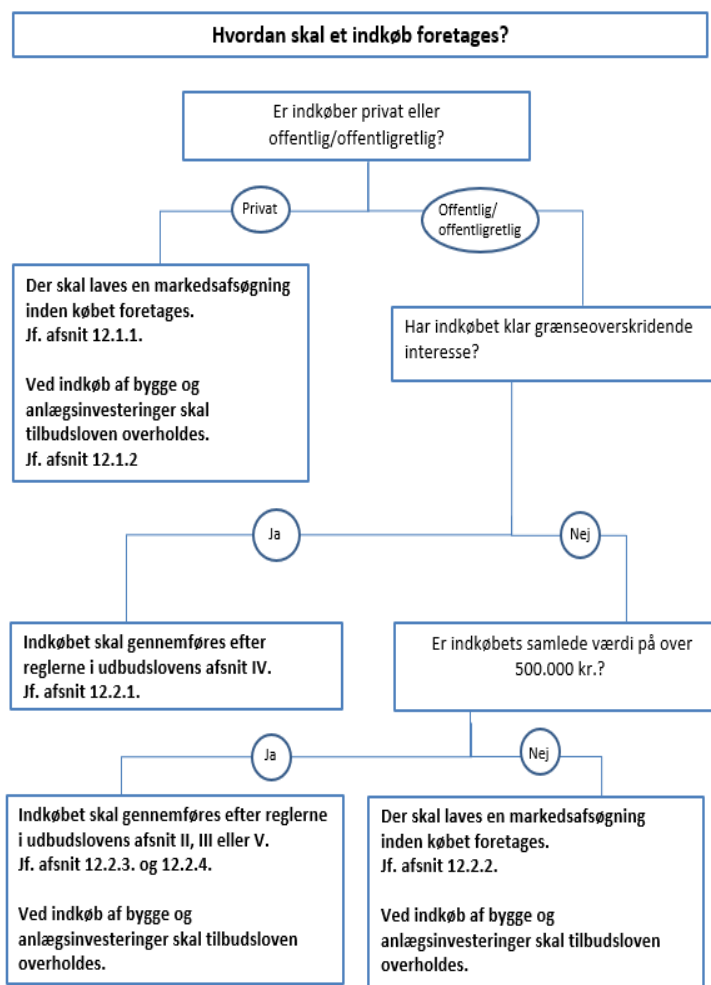 Hvordan skal et indkøb foretages?
Er indkøber privat eller
offentlig/offentligretlig?
Privat
Offentlig/
offentligretlig
Der skal laves en markedsafsøgning
inden købet foretages.
Jf. afsnit 12.1.1.
Ved indkøb af bygge og
anlægsinvesteringer skal
tilbudsloven overholdes.
Jf. afsnit 12.1.2
Har indkøbet klar grænseoverskridende
interesse?
Ja
Nej
Indkøbet skal gennemføres efter
reglerne i udbudslovens afsnit IV.
Jf. afsnit 12.2.1.
Er indkøbets samlede værdi på over
500.000 kr.?
Ja
Nej
Indkøbet skal gennemføres efter reglerne
i udbudslovens afsnit II, III eller V.
Jf. afsnit 12.2.3. og 12.2.4.
Ved indkøb af bygge og
anlægsinvesteringer skal tilbudsloven
overholdes.
Der skal laves en markedsafsøgning
inden købet foretages.
Jf. afsnit 12.2.2.
Ved indkøb af bygge og
anlægsinvesteringer skal tilbudsloven
overholdes.